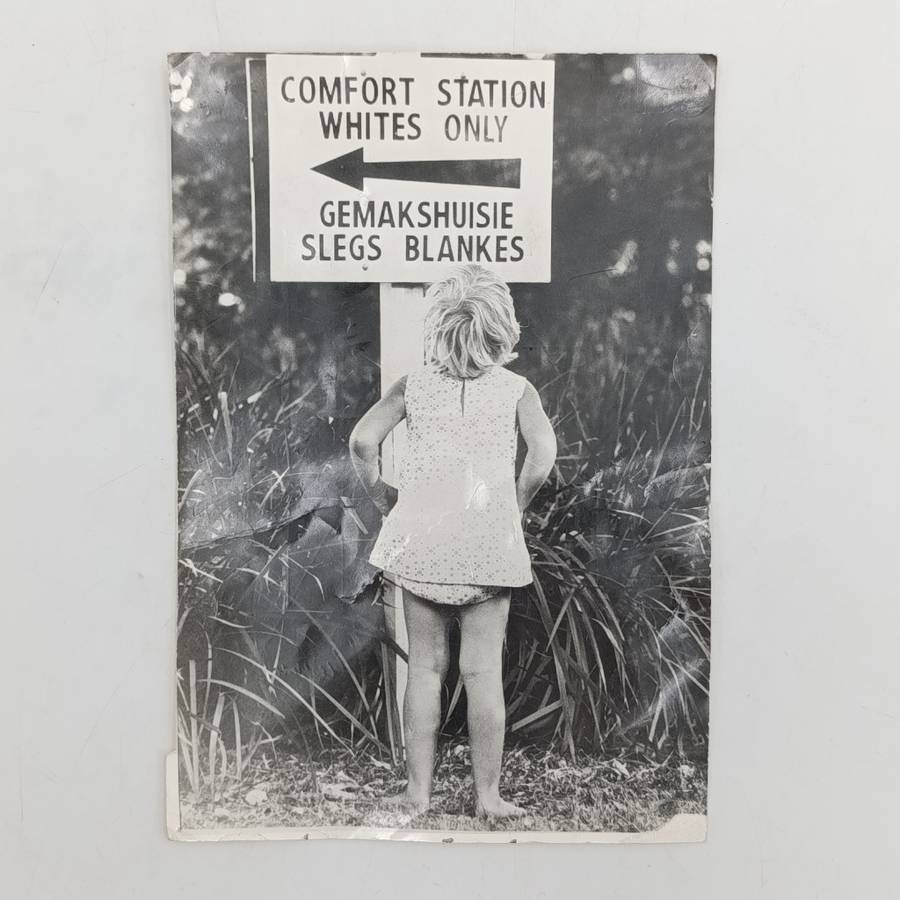 COMFORT STATION
WHITES ONLY
GEMAKSHUISIE
SLEGS BLANKES